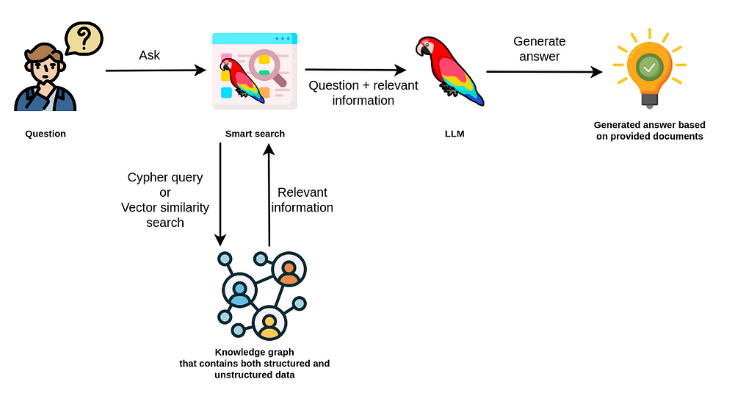 Ask
Generate
answer
Question + relevant
information
Question
Smart search
LLM
Generated answer based
on provided documents
Cypher query
or
Vector similarity
search
Relevant
information
Knowledge graph
that contains both structured and
unstructured data